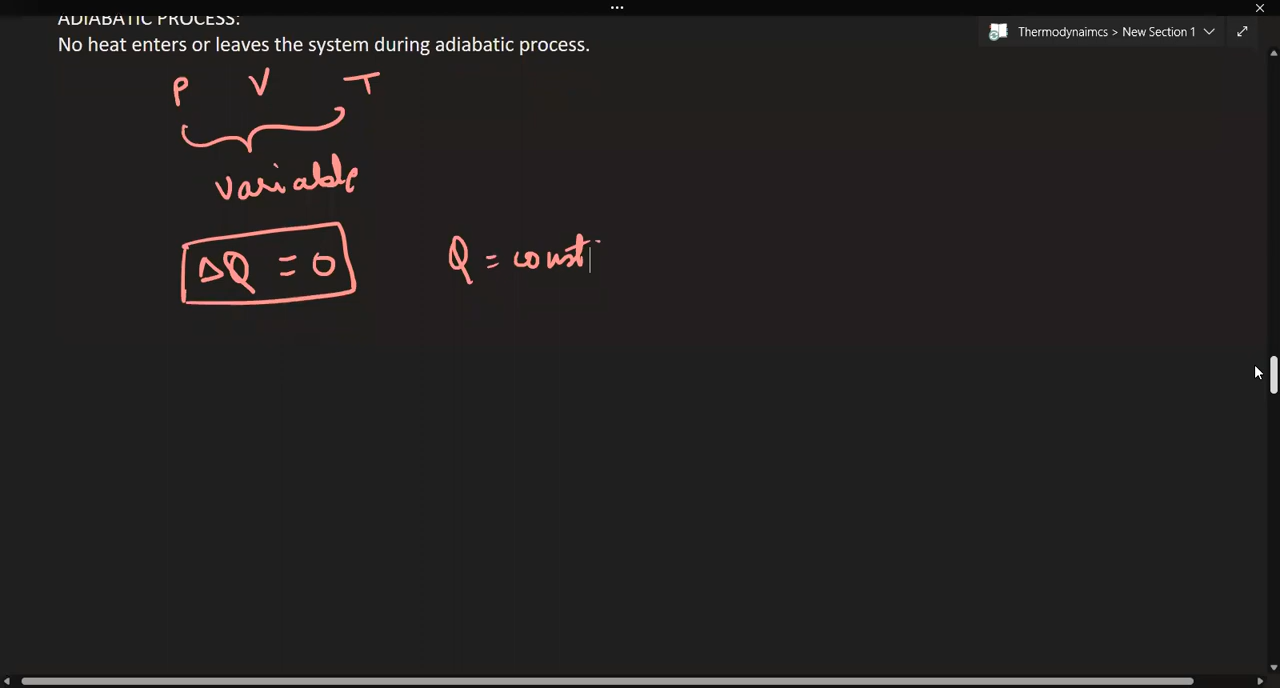 ADIABATIC PROCESS:
No heat enters or leaves the system during adiabatic process.
Thermodynaimcs > New Section 1
P V T
variable
ΔQ = 0
Q = const